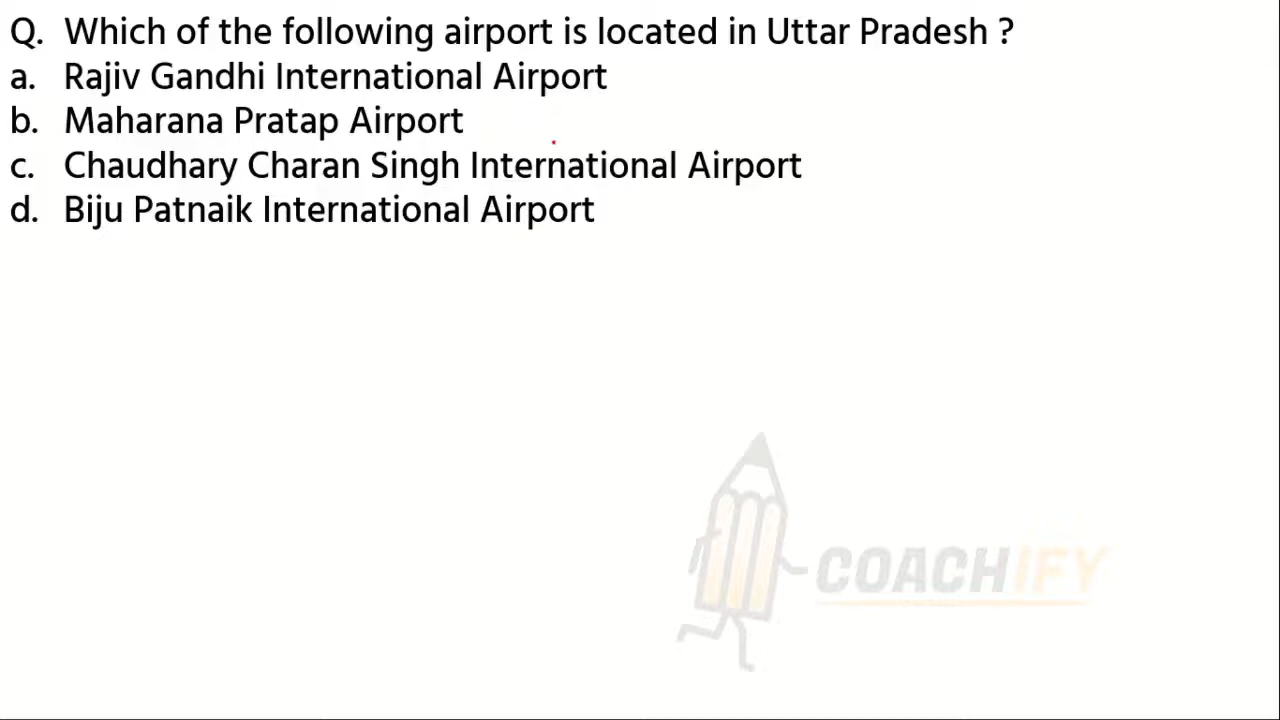 Q. Which of the following airport is located in Uttar Pradesh ?
a. Rajiv Gandhi International Airport
b. Maharana Pratap Airport
c. Chaudhary Charan Singh International Airport
d. Biju Patnaik International Airport
COACHIFY